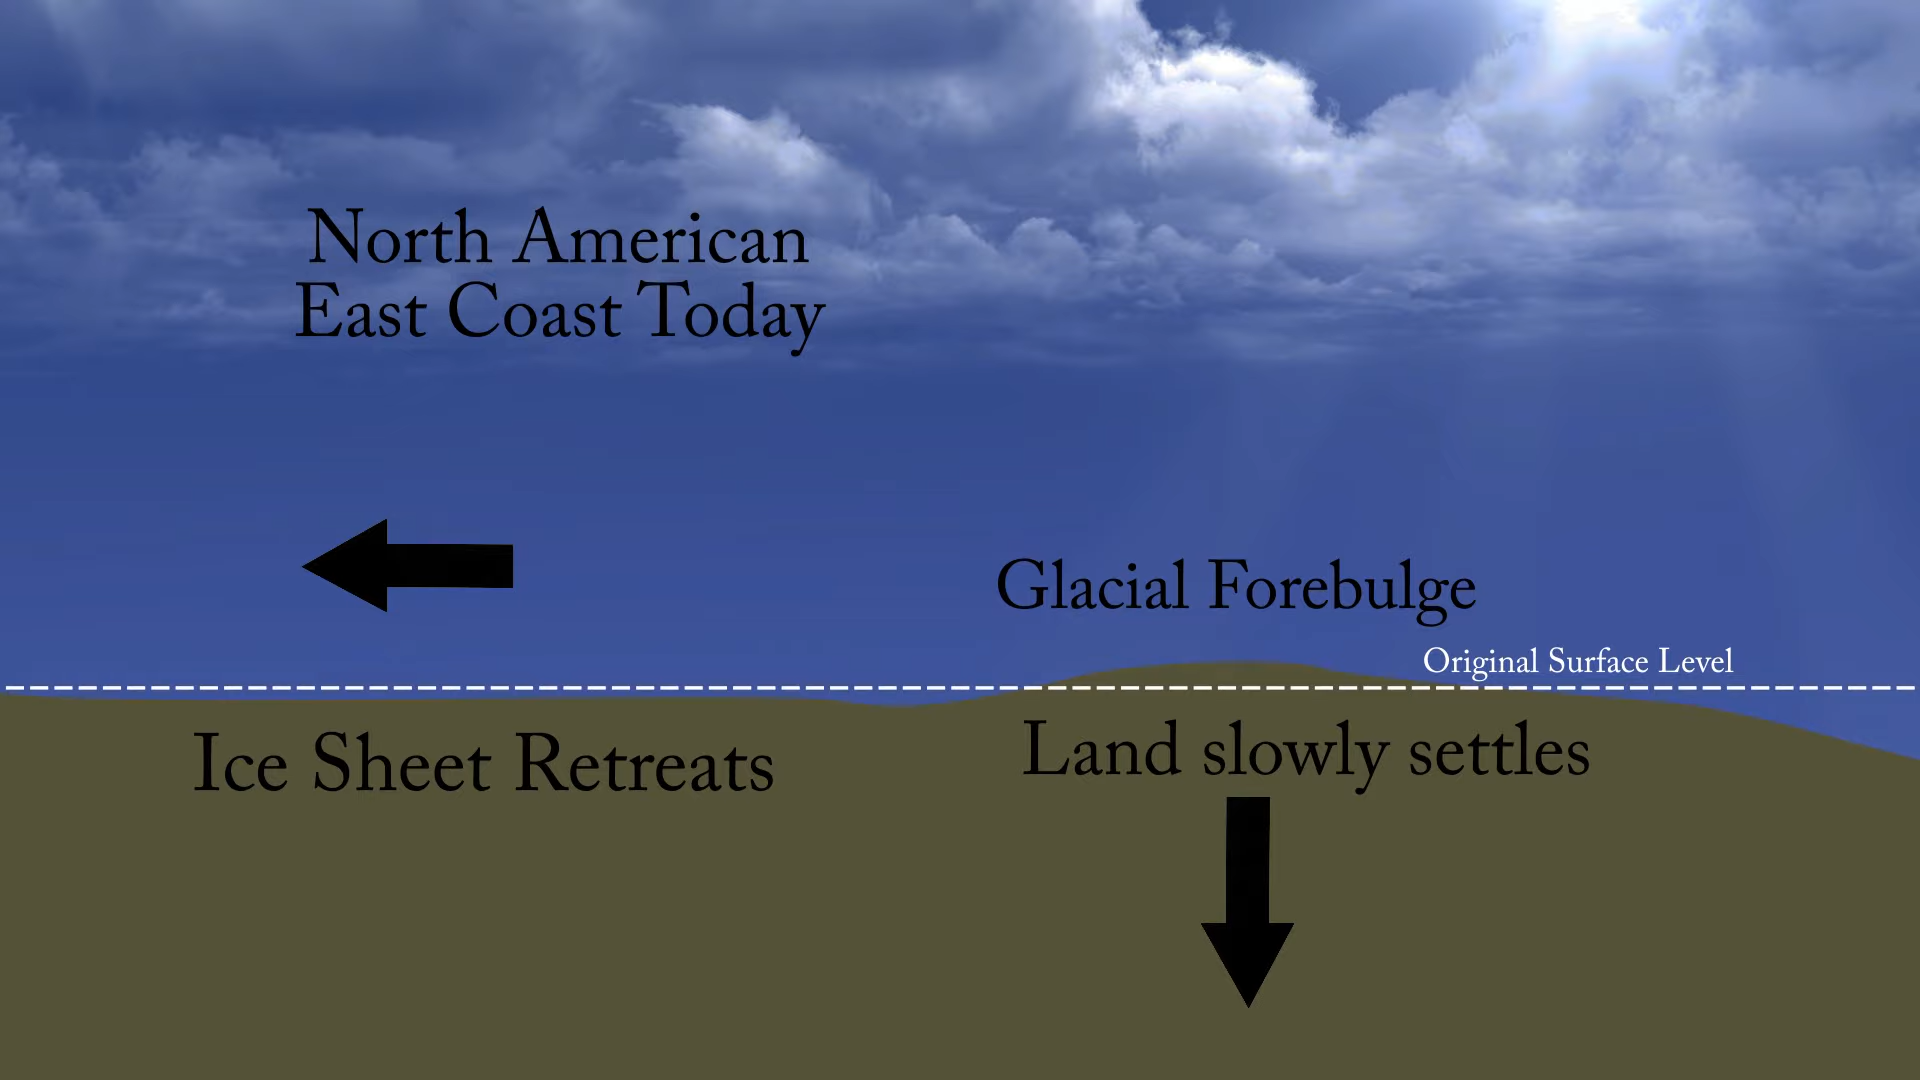 North American
East Coast Today
Glacial Forebulge
Original Surface Level
Ice Sheet Retreats
Land slowly settles